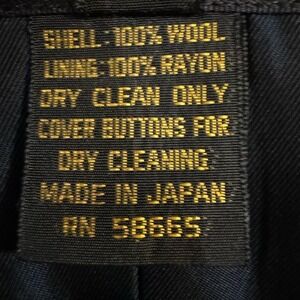 SHELL: 100% WOOL
LINING: 100% RAYON
DRY CLEAN ONLY
COVER BUTTONS FOR
DRY CLEANING
MADE IN JAPAN
RN 58665